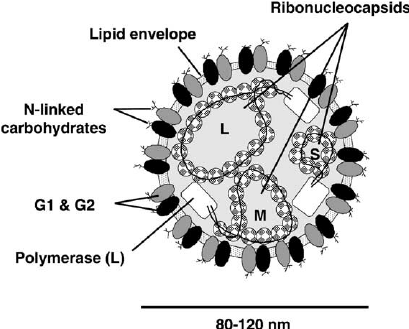 Ribonucleocapsids
Lipid envelope
N-linked
carbohydrates
L
S
G1 & G2
M
Polymerase (L)
80-120 nm